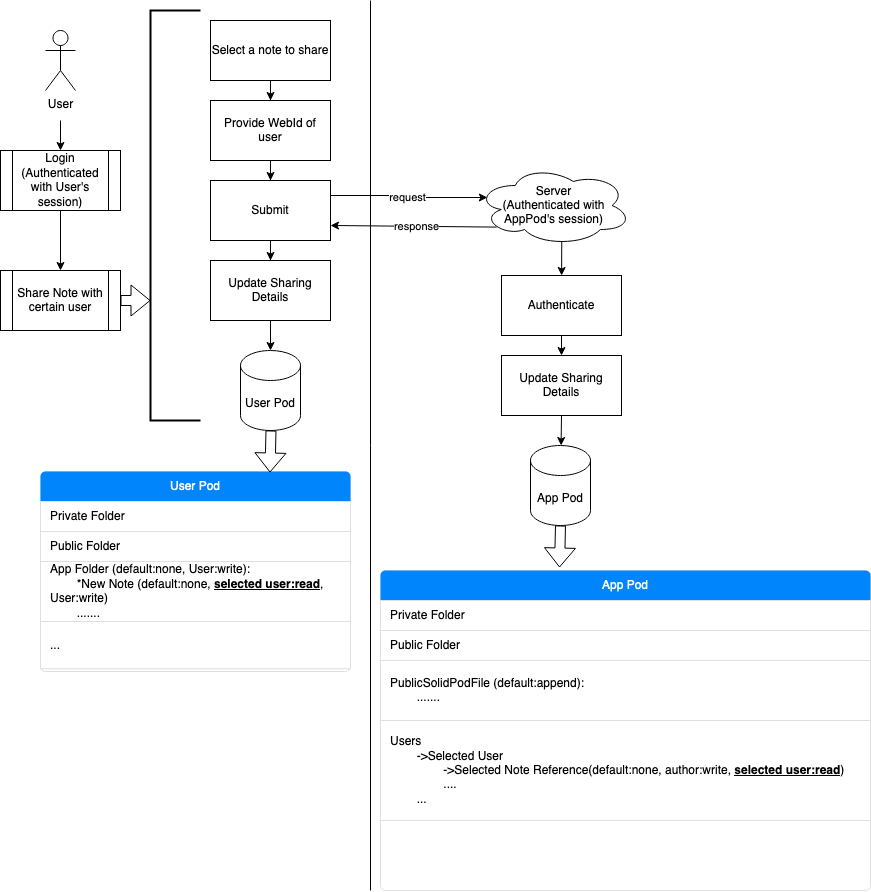 User
Login
(Authenticated
with User's
session)
Share Note with
certain user
Select a note to share
Provide WebId of
user
Submit
Update Sharing
Details
User Pod
request
response
Server
(Authenticated with
AppPod's session)
Authenticate
Update Sharing
Details
App Pod
User Pod
Private Folder
Public Folder
App Folder (default:none, User:write):
*New Note (default:none, selected user:read,
User:write)
.......
...
App Pod
Private Folder
Public Folder
PublicSolidPodFile (default:append):
.......
Users
->Selected User
->Selected Note Reference(default:none, author:write, selected user:read)
....
...